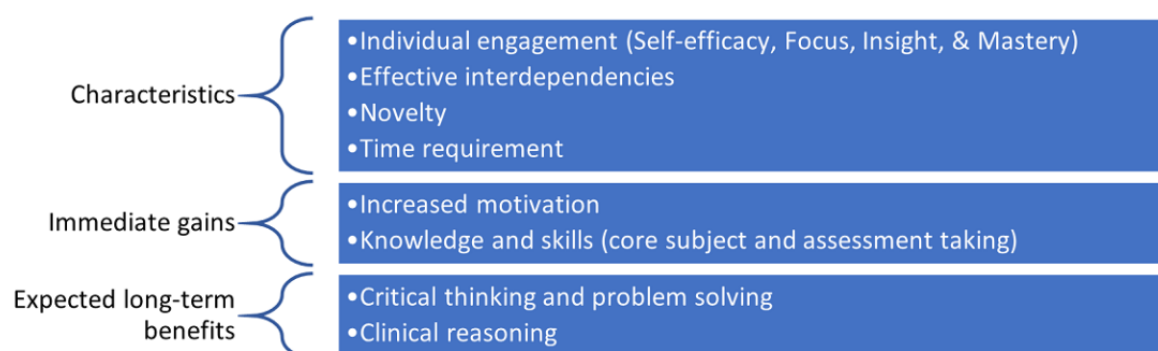 Characteristics
•Individual engagement (Self-efficacy, Focus, Insight, & Mastery)
•Effective interdependencies
•Novelty
•Time requirement
Immediate gains
•Increased motivation
•Knowledge and skills (core subject and assessment taking)
Expected long-term
benefits
•Critical thinking and problem solving
•Clinical reasoning